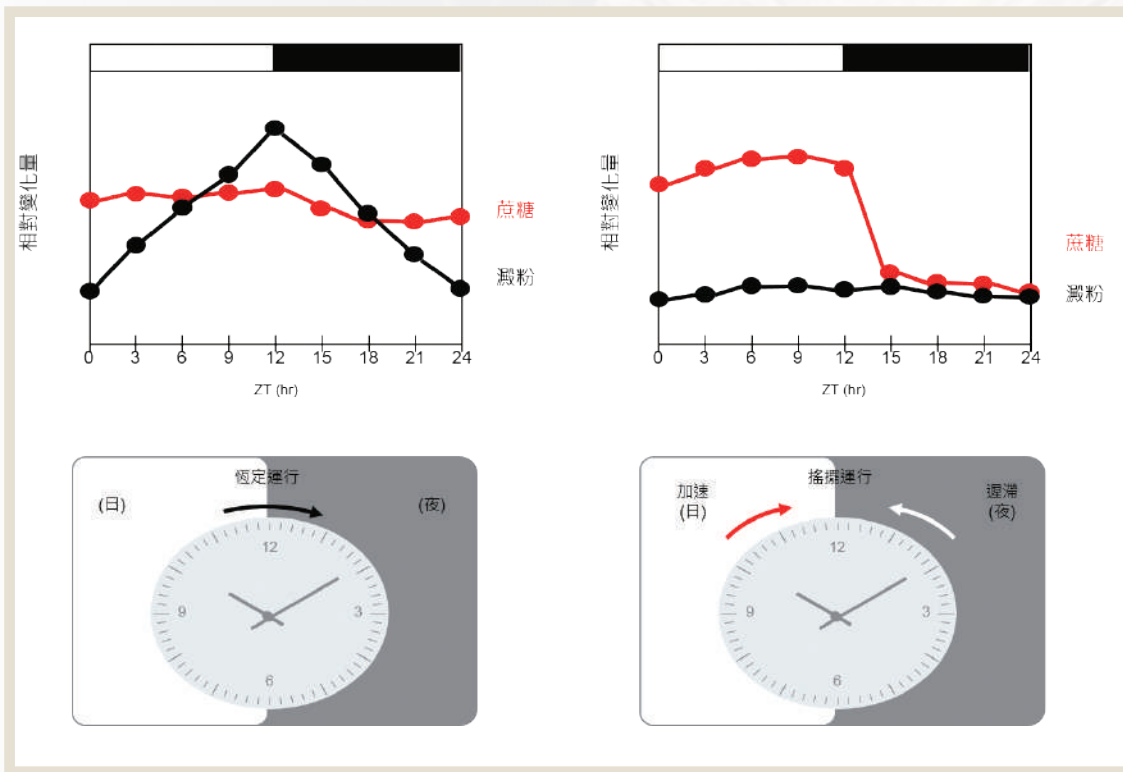 相對變化量
蔗糖
澱粉
0 3 6 9 12 15 18 21 24
ZT (hr)
相對變化量
蔗糖
澱粉
0 3 6 9 12 15 18 21 24
ZT (hr)
恆定運行
(日)
(夜)
12
9
3
6
搖擺運行
加速
(日)
遲滯
(夜)
12
9
3
6